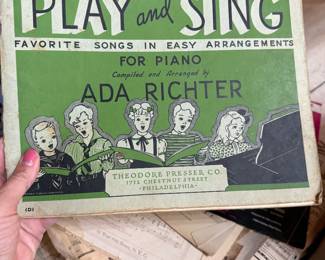 PLAY and SING
FAVORITE SONGS IN EASY ARRANGEMENTS
FOR PIANO
Compiled and Arranged by
ADA RICHTER
THEODORE PRESSER CO.
1712 CHESTNUT STREET
•PHILADELPHIA•